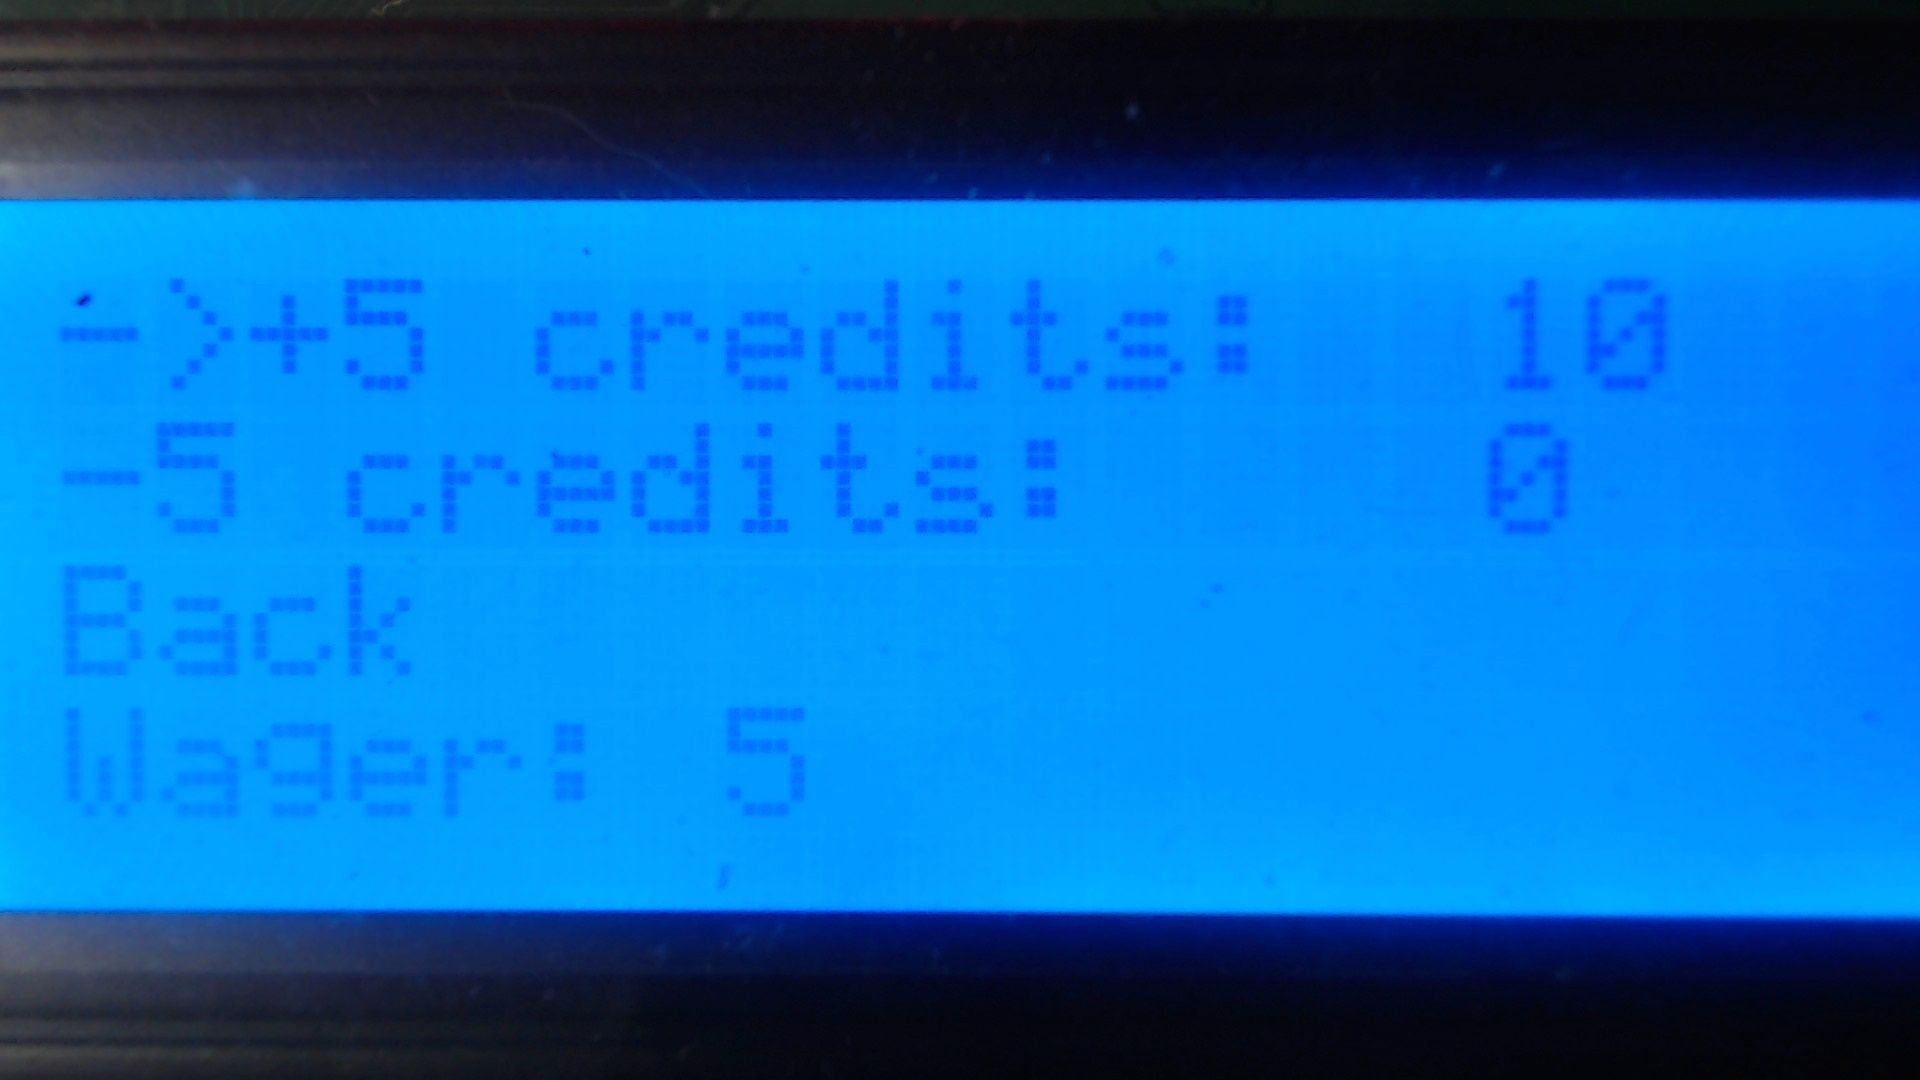 ->+5 credits: 10
-5 credits: 0
Back
Wager: 5